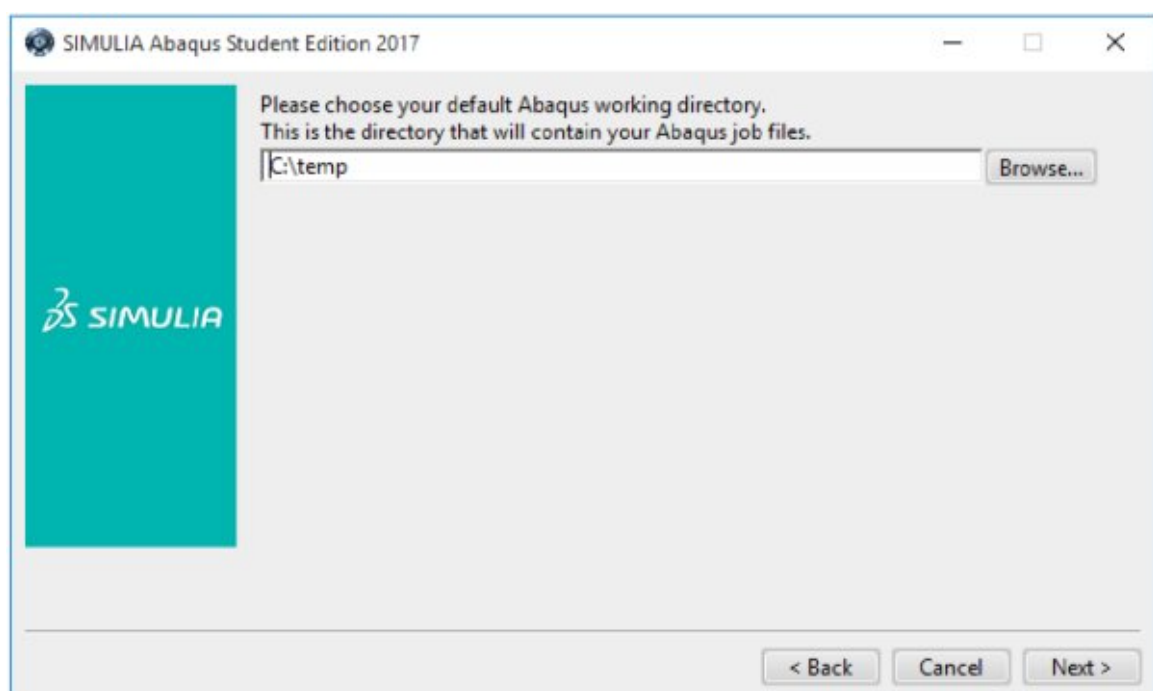 SIMULIA Abaqus Student Edition 2017
Please choose your default Abaqus working directory.
This is the directory that will contain your Abaqus job files.
C:\temp
Browse...
3DS SIMULIA
< Back
Cancel
Next >